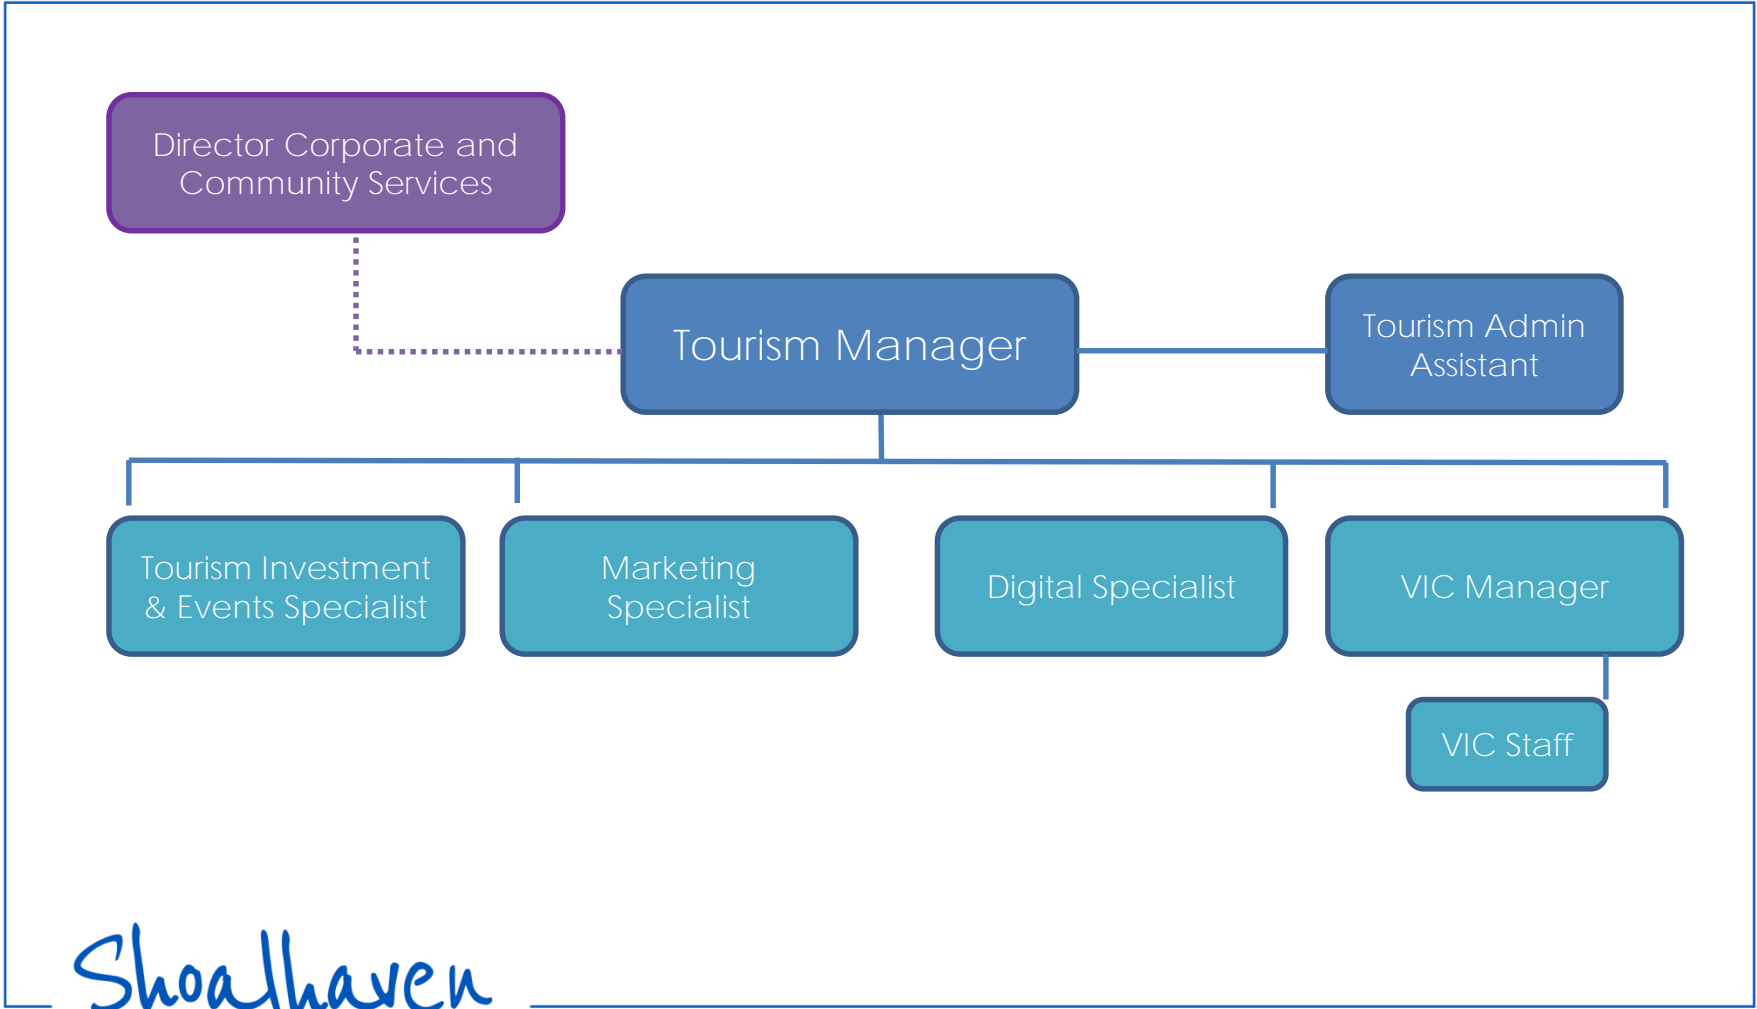 Director Corporate and
Community Services
Tourism Manager
Tourism Admin
Assistant
Tourism Investment
& Events Specialist
Marketing
Specialist
Digital Specialist
VIC Manager
VIC Staff
Shoalhaven